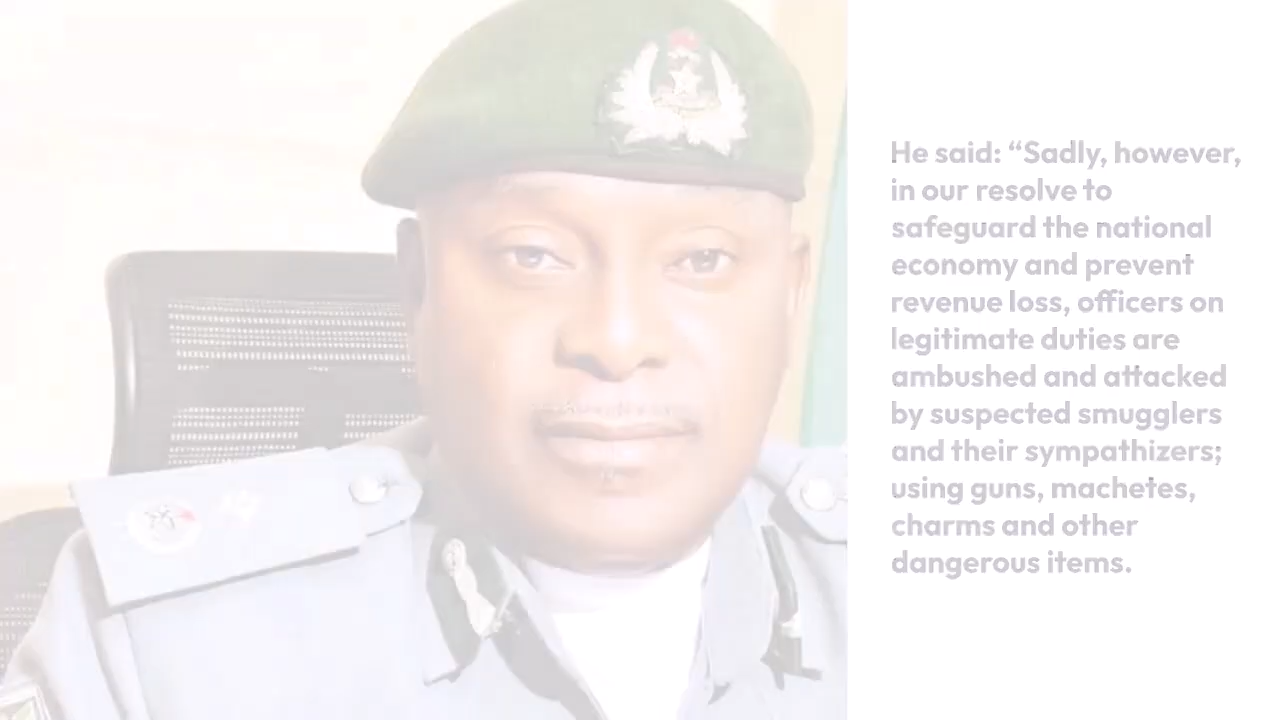 He said: “Sadly, however,
in our resolve to
safeguard the national
economy and prevent
revenue loss, officers on
legitimate duties are
ambushed and attacked
by suspected smugglers
and their sympathizers;
using guns, machetes,
charms and other
dangerous items.